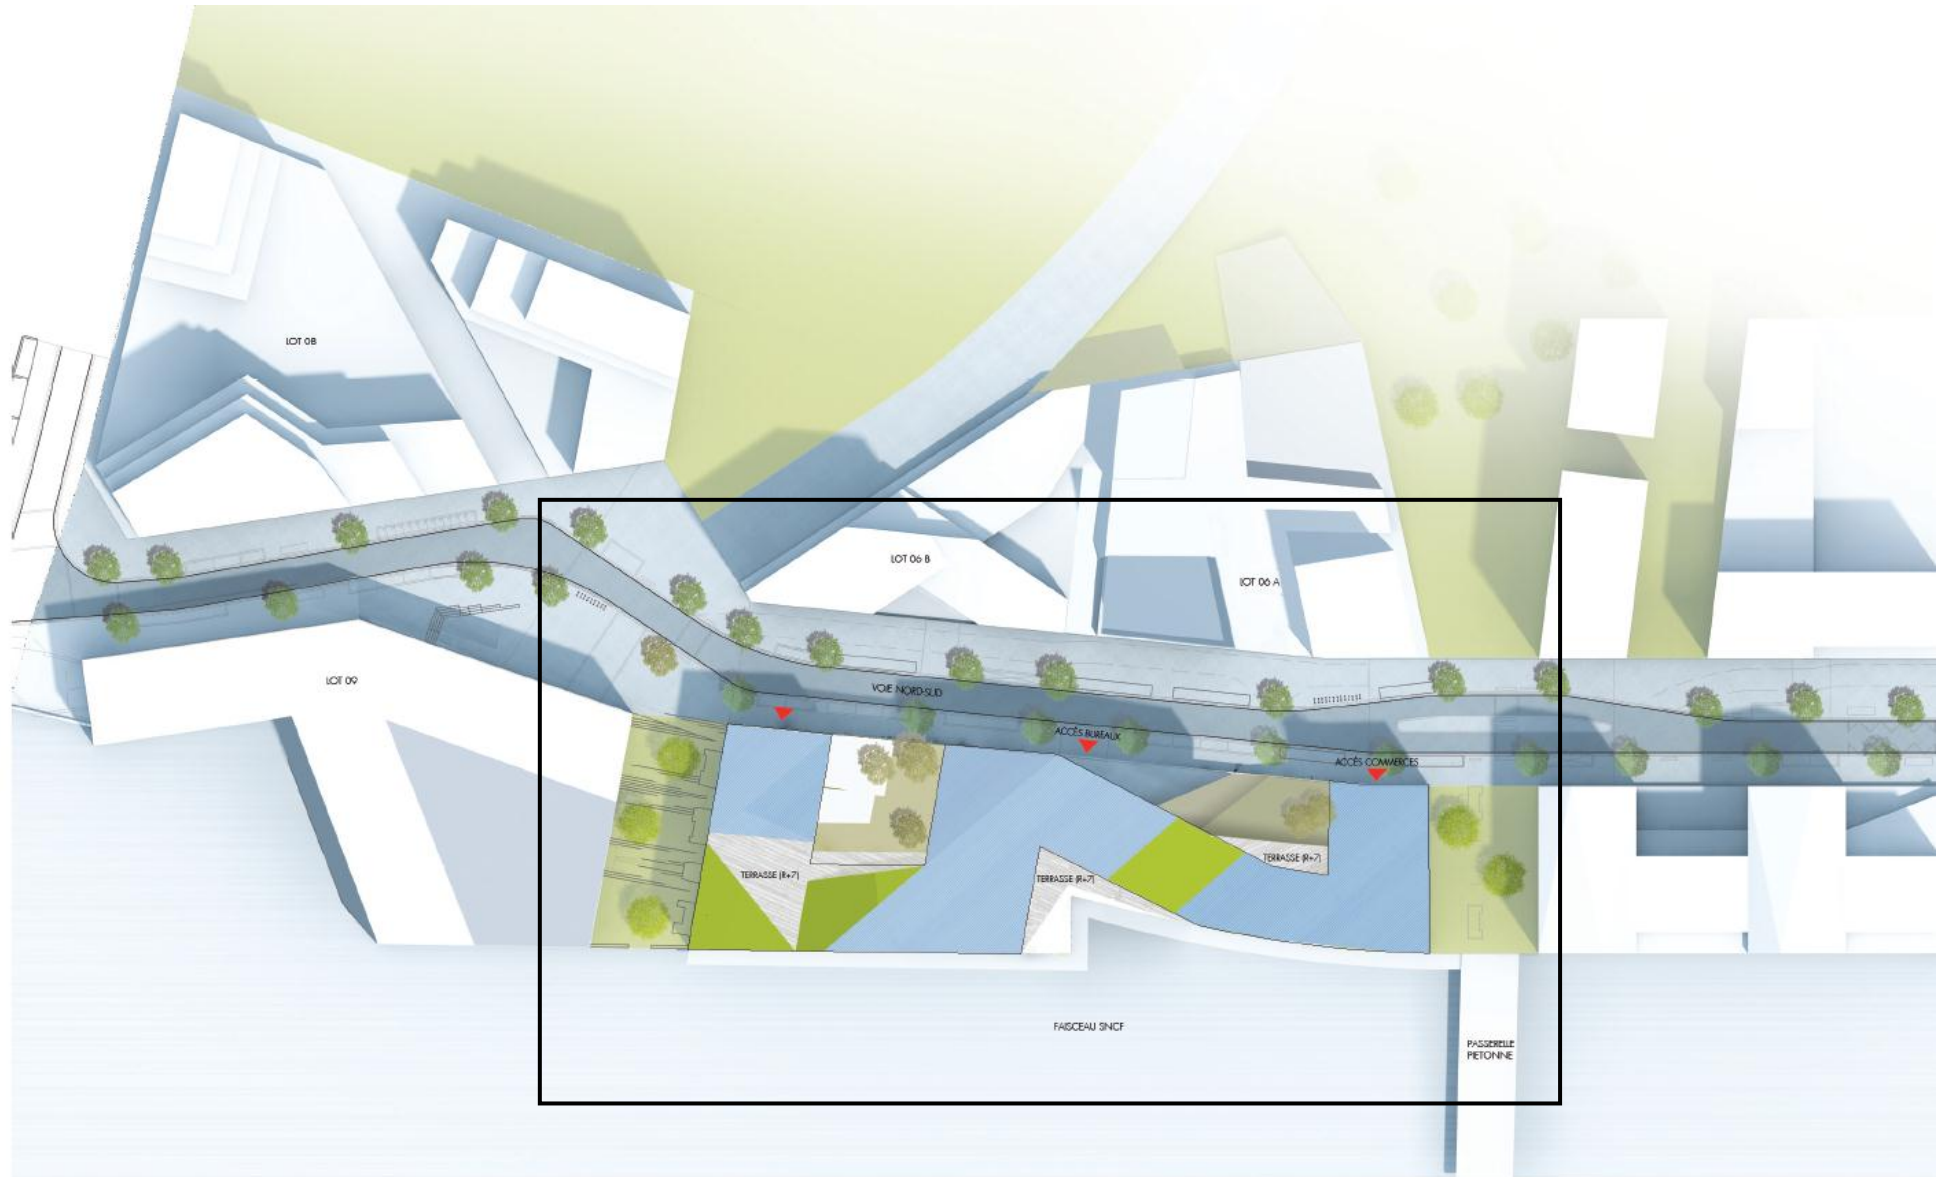 LOT 08
LOT 06 B
LOT 06 A
LOT 09
VOIE NORD-SUD
ACCÈS BUREAUX
ACCÈS COMMERCES
TERRASSE (R+7)
TERRASSE (R+7)
TERRASSE (R+7)
FAISCEAU SNCF
PASSERELLE
PIETONNE